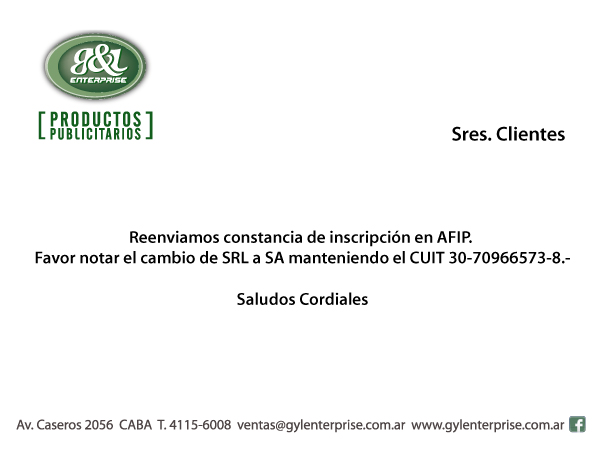 g&l
ENTERPRISE
[PRODUCTOS
PUBLICITARIOS]
Sres. Clientes
Reenviamos constancia de inscripción en AFIP.
Favor notar el cambio de SRL a SA manteniendo el CUIT 30-70966573-8.-
Saludos Cordiales
Av. Caseros 2056 CABA T. 4115-6008 ventas@gylenterprise.com.ar www.gylenterprise.com.ar f